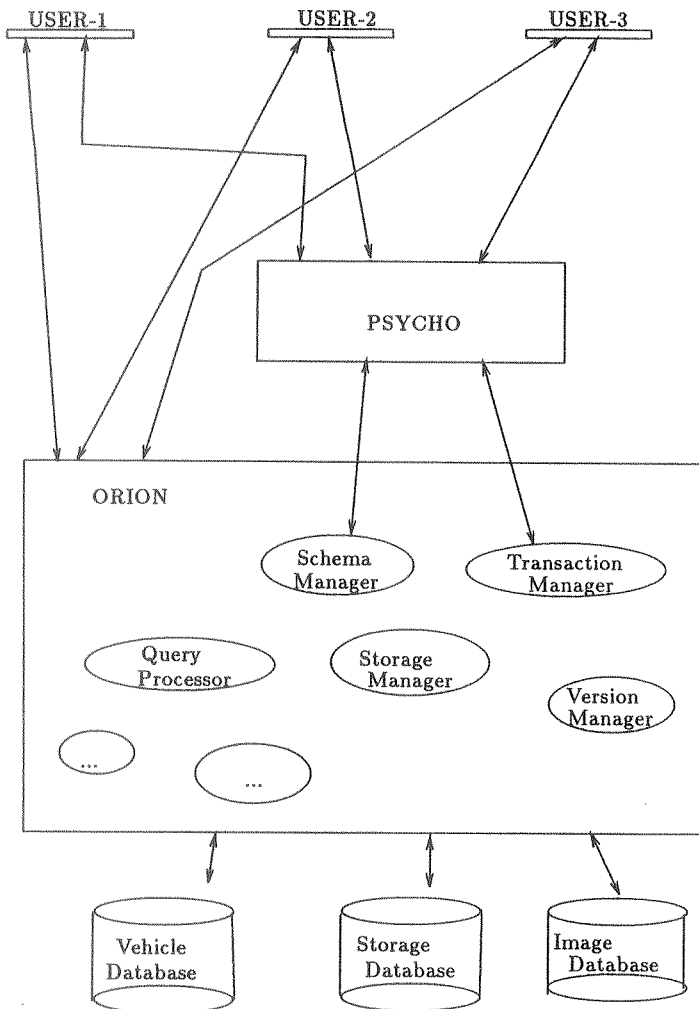 USER-1
USER-2
USER-3
PSYCHO
ORION
Schema
Manager
Transaction
Manager
Query
Processor
Storage
Manager
Version
Manager
...
...
Vehicle
Database
Storage
Database
Image
Database